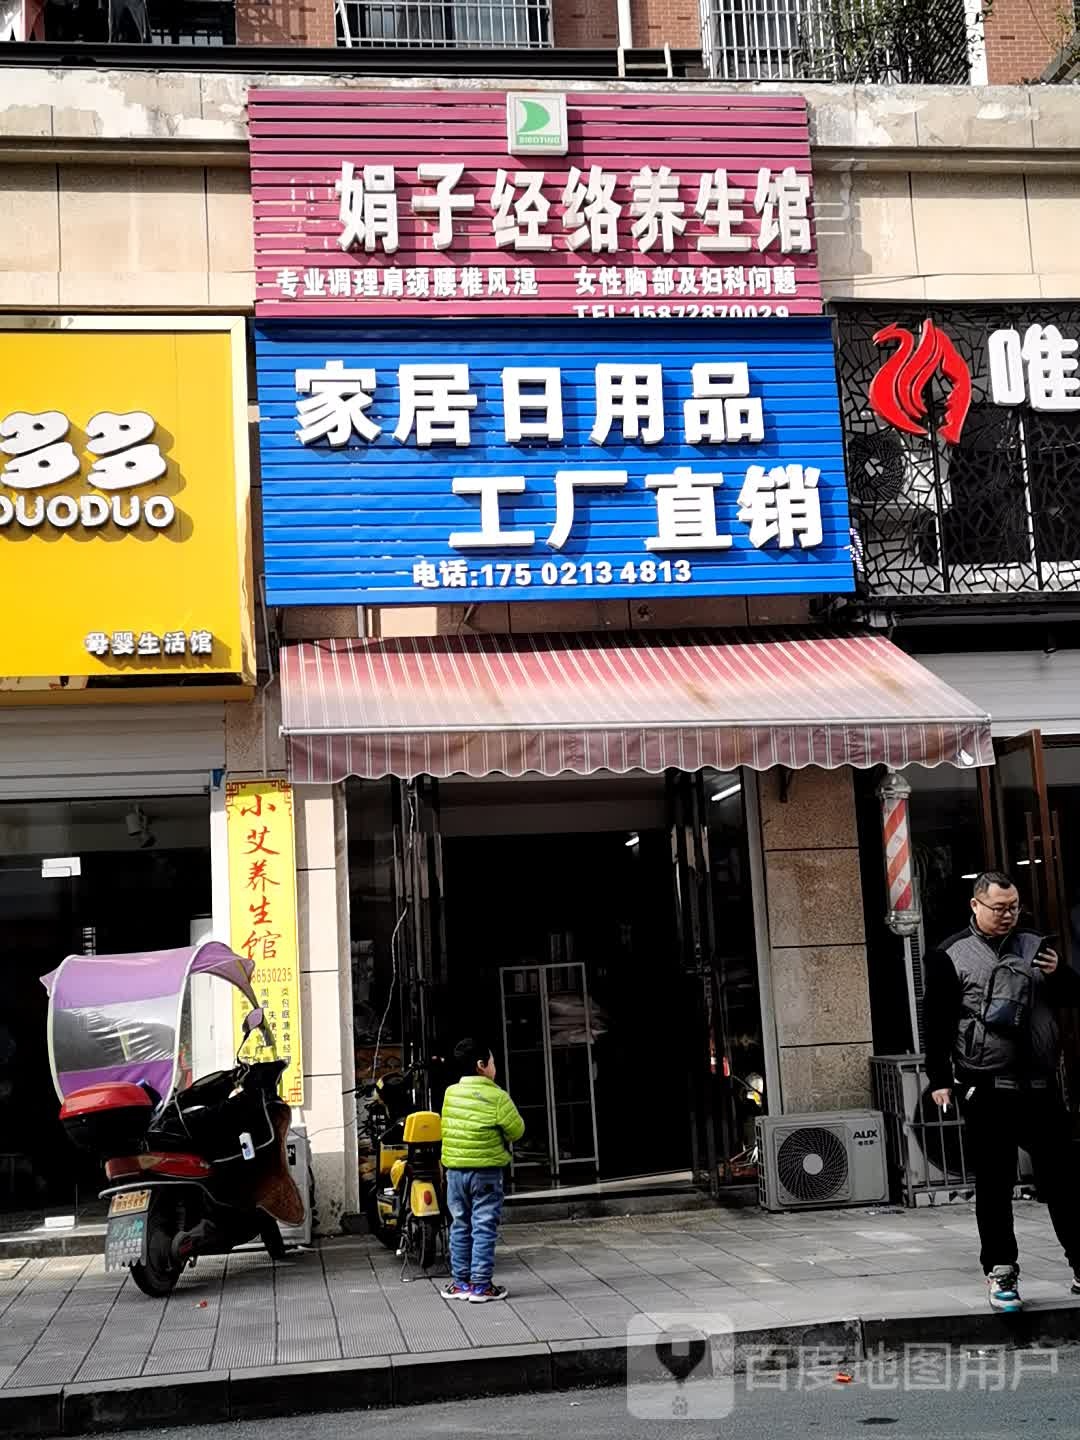 娟子经络养生馆
专业调理肩颈腰椎风湿 女性胸部及妇科问题
TEL:15872870029
家居日用品
工厂直销
电话:175 0213 4813
多多
DUODUO
母婴生活馆
唯
小艾养生馆
AUX
百度地图用户